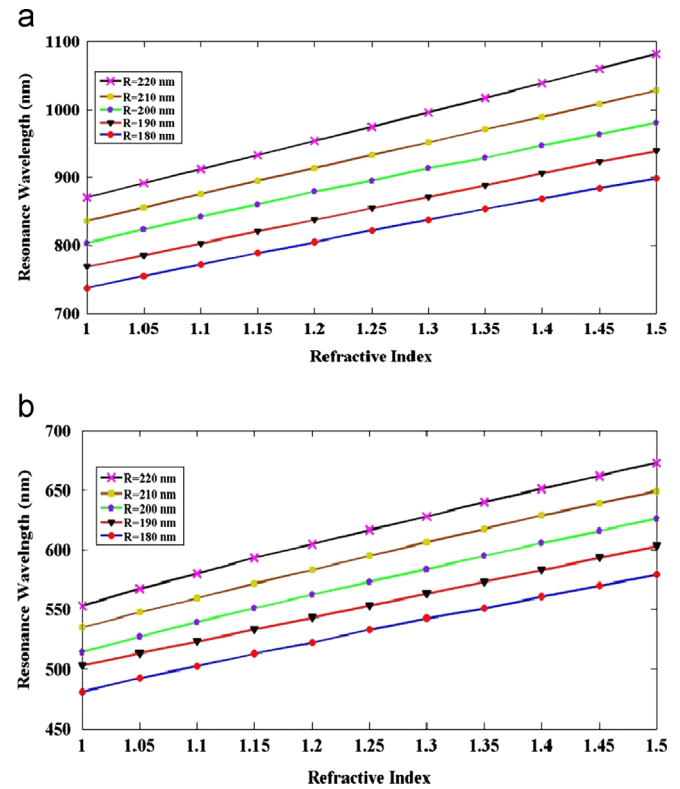 a
1100
1000
900
800
700
Resonance Wavelength (nm)
R=220 nm
R=210 nm
R=200 nm
R=190 nm
R=180 nm
1 1.05 1.1 1.15 1.2 1.25 1.3 1.35 1.4 1.45 1.5
Refractive Index
b
700
650
600
550
500
450
Resonance Wavelngth (nm)
R=220 nm
R=210 nm
R=200 nm
R=190 nm
R=180 nm
1 1.05 1.1 1.15 1.2 1.25 1.3 1.35 1.4 1.45 1.5
Refractive Index